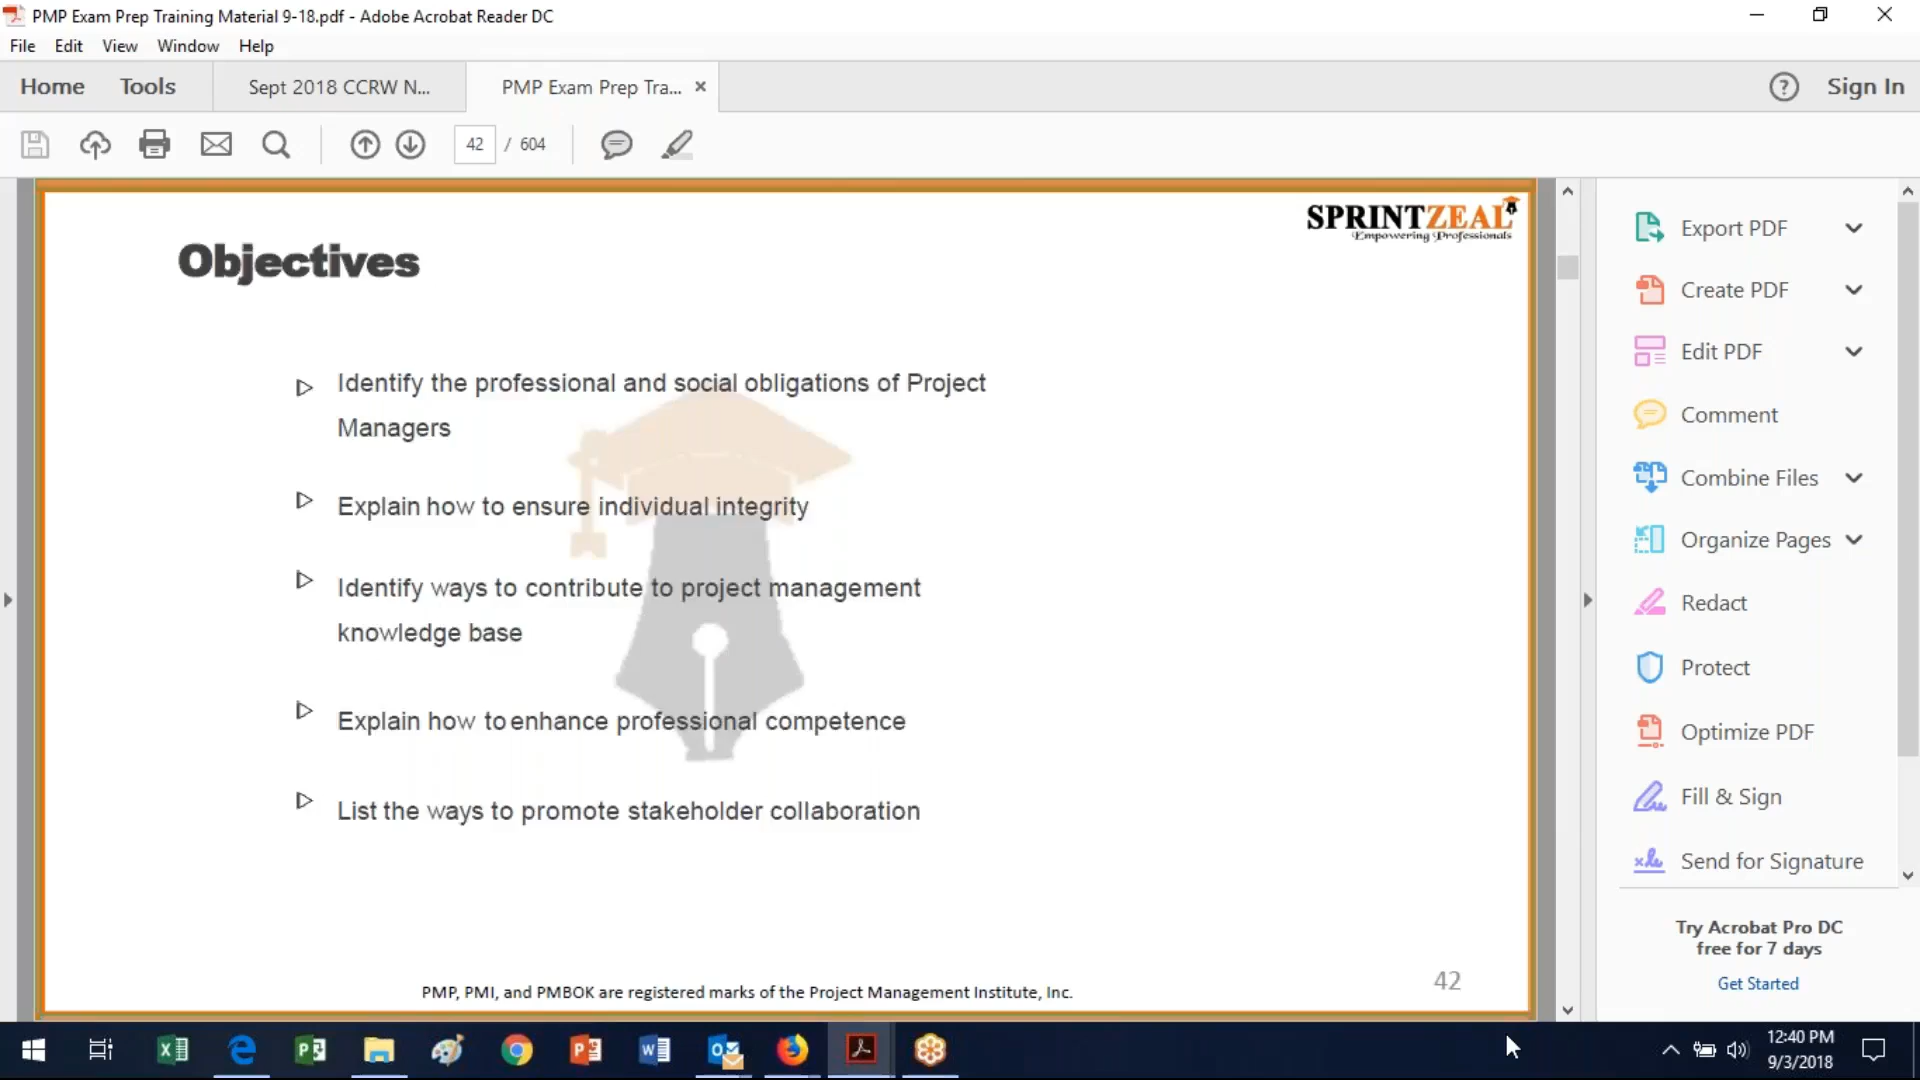 PMP Exam Prep Training Material 9-18.pdf - Adobe Acrobat Reader DC
File Edit View Window Help
Home Tools Sept 2018 CCRW N... PMP Exam Prep Tra... Sign In
42 / 604
SPRINTZEAL
Empowering Professionals
Objectives
Identify the professional and social obligations of Project
Managers
Explain how to ensure individual integrity
Identify ways to contribute to project management
knowledge base
Explain how to enhance professional competence
List the ways to promote stakeholder collaboration
PMP, PMI, and PMBOK are registered marks of the Project Management Institute, Inc.
42
Export PDF
Create PDF
Edit PDF
Comment
Combine Files
Organize Pages
Redact
Protect
Optimize PDF
Fill & Sign
Send for Signature
Try Acrobat Pro DC
free for 7 days
Get Started
12:40 PM
9/3/2018